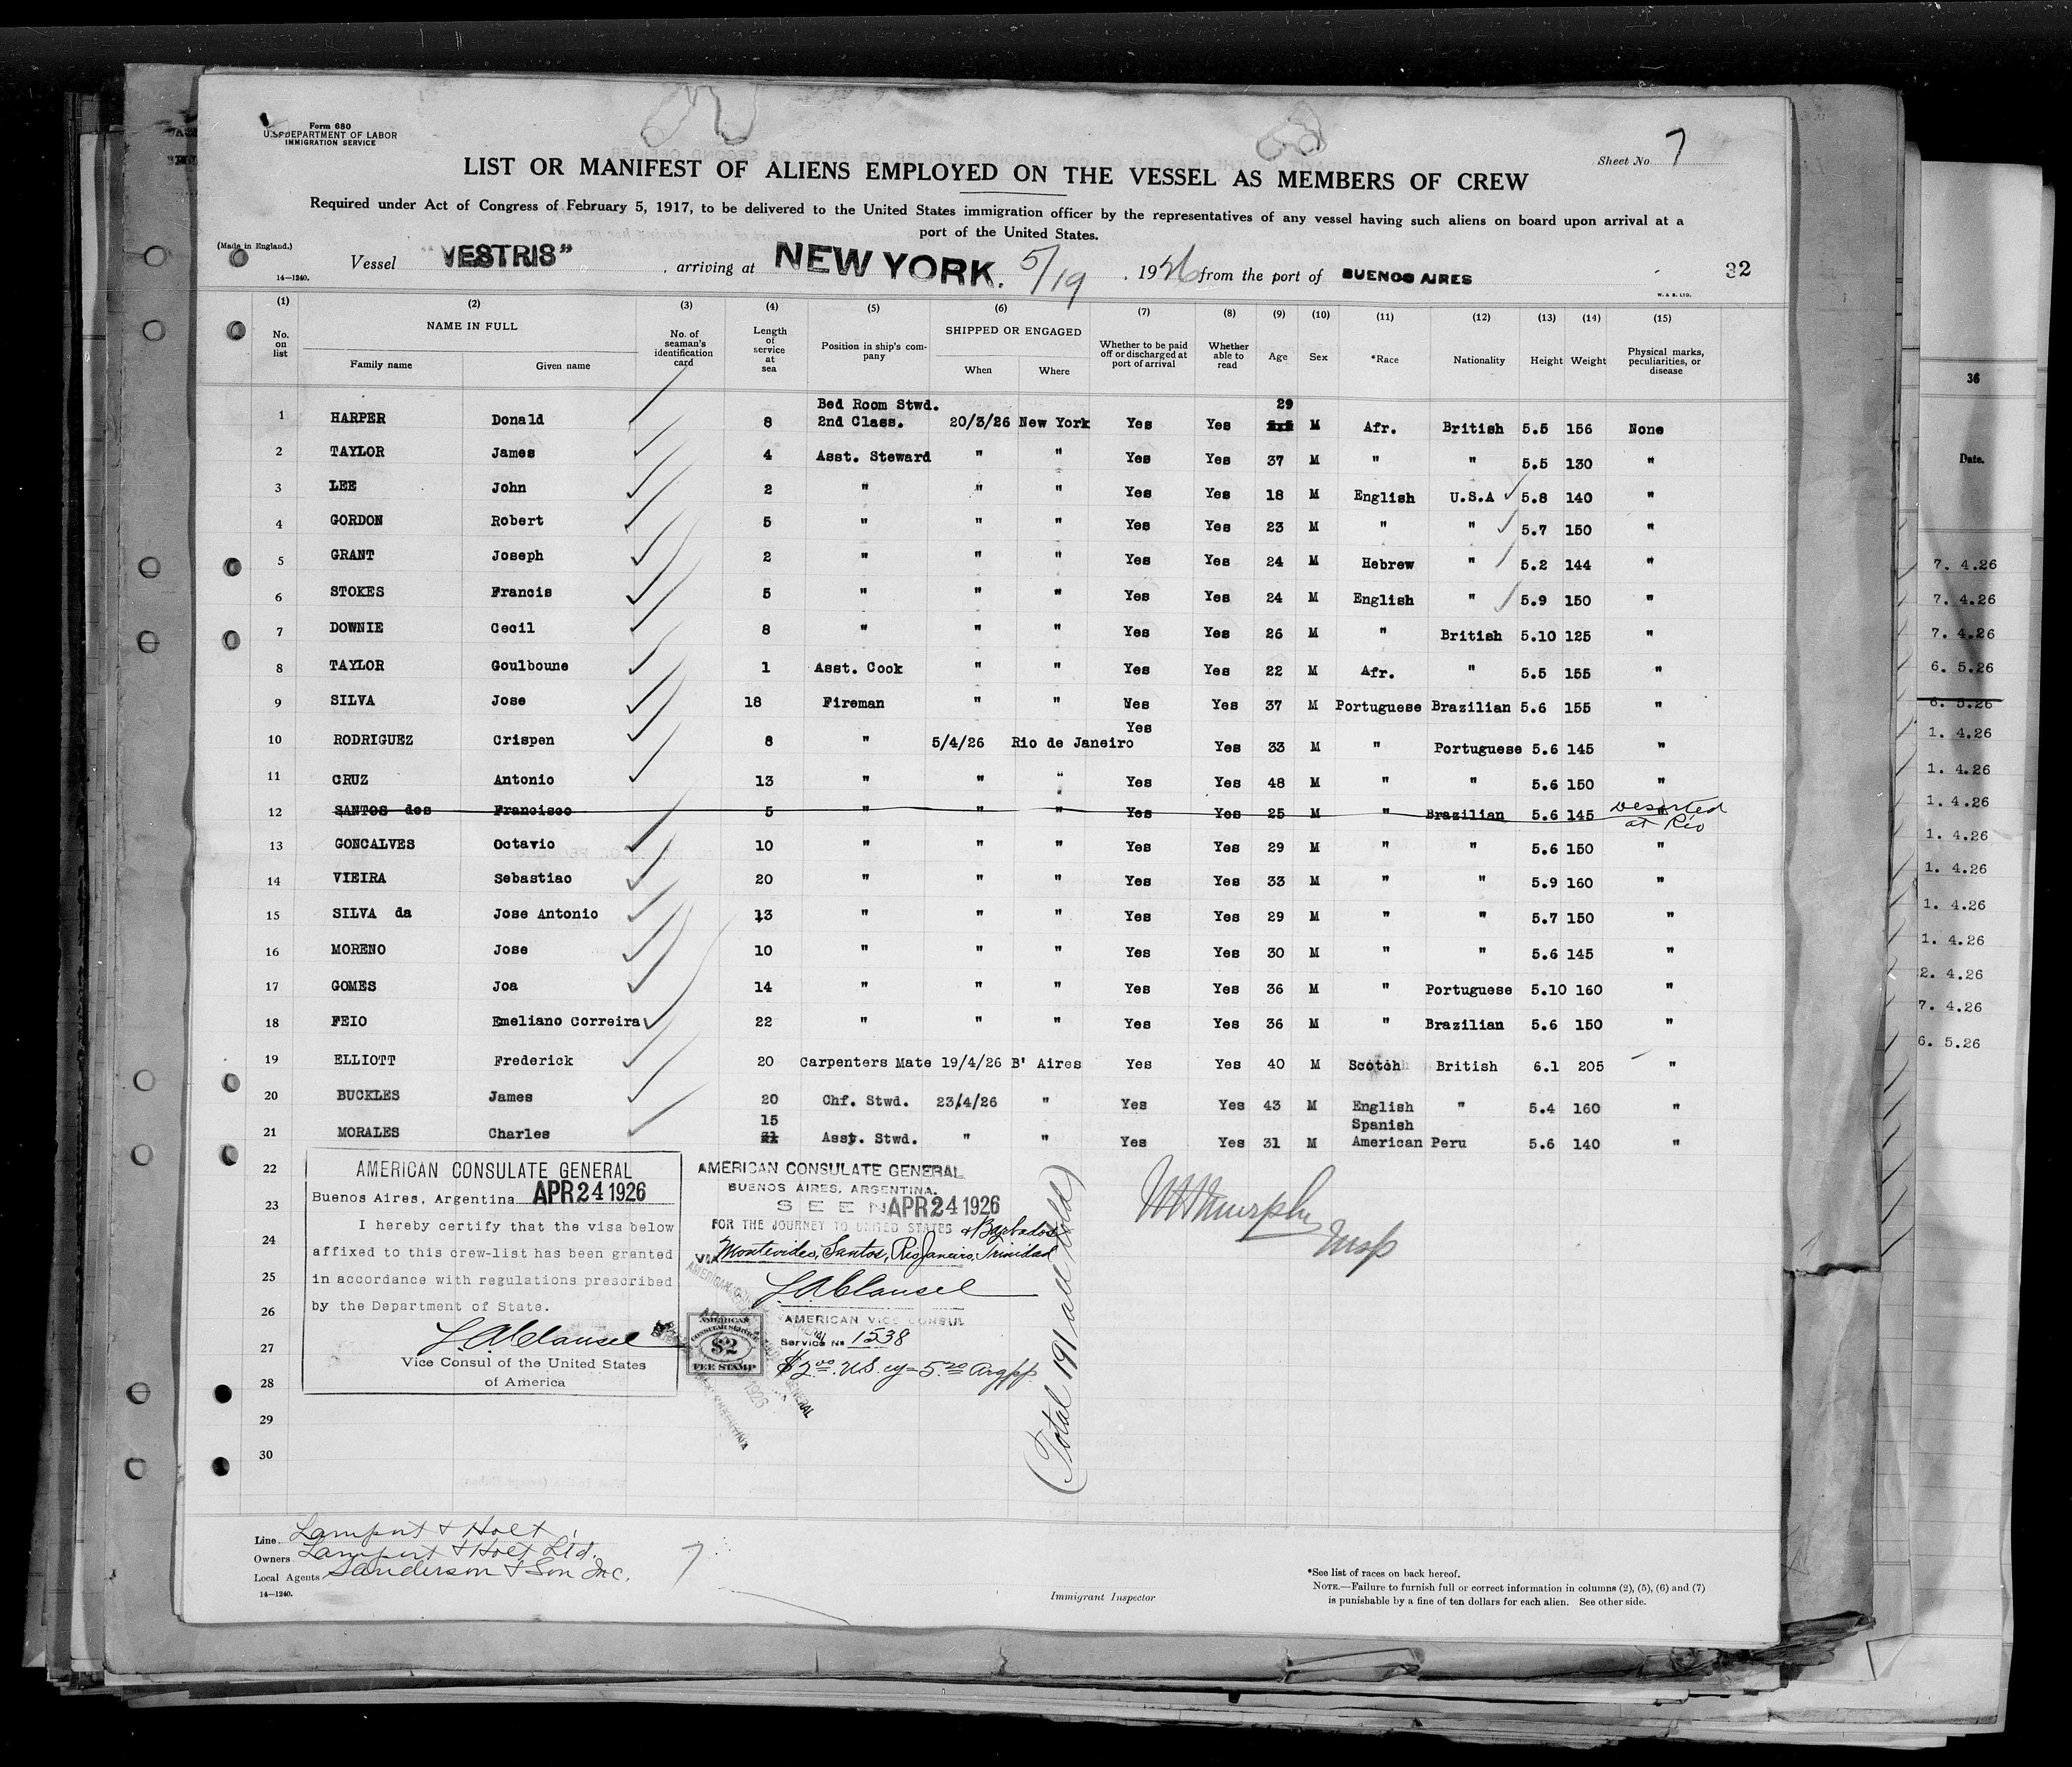 Form 680
U.S. DEPARTMENT OF LABOR
IMMIGRATION SERVICE
Sheet No. 7
LIST OR MANIFEST OF ALIENS EMPLOYED ON THE VESSEL AS MEMBERS OF CREW
Required under Act of Congress of February 5, 1917, to be delivered to the United States immigration officer by the representatives of any vessel having such aliens on board upon arrival at a
port of the United States.
(Made in England.)
14—1240.
Vessel "VESTRIS", arriving at NEW YORK. 5/19, 1926 from the port of BUENOS AIRES
32
W. & S. LTD.
(1) (2) (3) (4) (5) (6) (7) (8) (9) (10) (11) (12) (13) (14) (15)
No. on list NAME IN FULL Family name Given name No. of seaman's identification card Length of service at sea Position in ship's company SHIPPED OR ENGAGED When Where Whether to be paid off or discharged at port of arrival Whether able to read Age Sex *Race Nationality Height Weight Physical marks, peculiarities, or disease
Bed Room Stwd. 29
1 HARPER Donald 8 2nd Class. 20/3/26 New York Yes Yes M Afr. British 5.5 156 None
2 TAYLOR James 4 Asst. Steward " " Yes Yes 37 M " " 5.5 130 "
3 LEE John 2 " " " Yes Yes 18 M English U.S.A 5.8 140 "
4 GORDON Robert 5 " " " Yes Yes 23 M " " 5.7 150 "
5 GRANT Joseph 2 " " " Yes Yes 24 M Hebrew " 5.2 144 "
6 STOKES Francis 5 " " " Yes Yes 24 M English " 5.9 150 "
7 DOWNIE Cecil 8 " " " Yes Yes 26 M " British 5.10 125 "
8 TAYLOR Goulboune 1 Asst. Cook " " Yes Yes 22 M Afr. " 5.5 155 "
9 SILVA Jose 18 Fireman " " Yes Yes 37 M Portuguese Brazilian 5.6 155 "
10 RODRIGUEZ Crispen 8 " 5/4/26 Rio de Janeiro Yes Yes 33 M " Portuguese 5.6 145 "
11 CRUZ Antonio 13 " " " Yes Yes 48 M " " 5.6 150 "
12 SANTOS dos Francisco 5 " " " Yes Yes 25 M " Brazilian 5.6 145 " Deserted
at Rio
13 GONCALVES Octavio 10 " " " Yes Yes 29 M " " 5.6 150 "
14 VIEIRA Sebastiao 20 " " " Yes Yes 33 M " " 5.9 160 "
15 SILVA da Jose Antonio 13 " " " Yes Yes 29 M " " 5.7 150 "
16 MORENO Jose 10 " " " Yes Yes 30 M " " 5.6 145 "
17 GOMES Joa 14 " " " Yes Yes 36 M " Portuguese 5.10 160 "
18 FEIO Emeliano Correira 22 " " " Yes Yes 36 M " Brazilian 5.6 150 "
19 ELLIOTT Frederick 20 Carpenters Mate 19/4/26 B' Aires Yes Yes 40 M Scotch British 6.1 205 "
20 BUCKLES James 20 Chf. Stwd. 23/4/26 " Yes Yes 43 M English " 5.4 160 "
15 Spanish
21 MORALES Charles Asst. Stwd. " " Yes Yes 31 M American Peru 5.6 140 "
22
23
24
25
26
27
28
29
30
AMERICAN CONSULATE GENERAL
Buenos Aires, Argentina APR 24 1926
I hereby certify that the visa below
affixed to this crew-list has been granted
in accordance with regulations prescribed
by the Department of State.
L. A. Clausel
Vice Consul of the United States
of America
AMERICAN CONSULATE GENERAL
BUENOS AIRES, ARGENTINA.
SEEN APR 24 1926
FOR THE JOURNEY TO UNITED STATES & Barbados
VIA Montevideo, Santos, Rio Janeiro, Trinidad
L. A. Clausel
AMERICAN VICE CONSUL
Service No 1538
$2.00 U.S. cy = 5.20 Arg pp.
AMERICAN
CONSULAR SERVICE
$2
FEE STAMP
(Total 191 all told)
W H Murphy
Insp
Line Lamport & Holt
Owners Lamport & Holt Ltd.
Local Agents Sanderson & Son Inc.
14—1240.
7
Immigrant Inspector
*See list of races on back hereof.
NOTE.—Failure to furnish full or correct information in columns (2), (5), (6) and (7)
is punishable by a fine of ten dollars for each alien. See other side.
36
Date.
7. 4.26
7. 4.26
7. 4.26
6. 5.26
6. 5.26
1. 4.26
1. 4.26
1. 4.26
1. 4.26
1. 4.26
1. 4.26
1. 4.26
2. 4.26
7. 4.26
6. 5.26